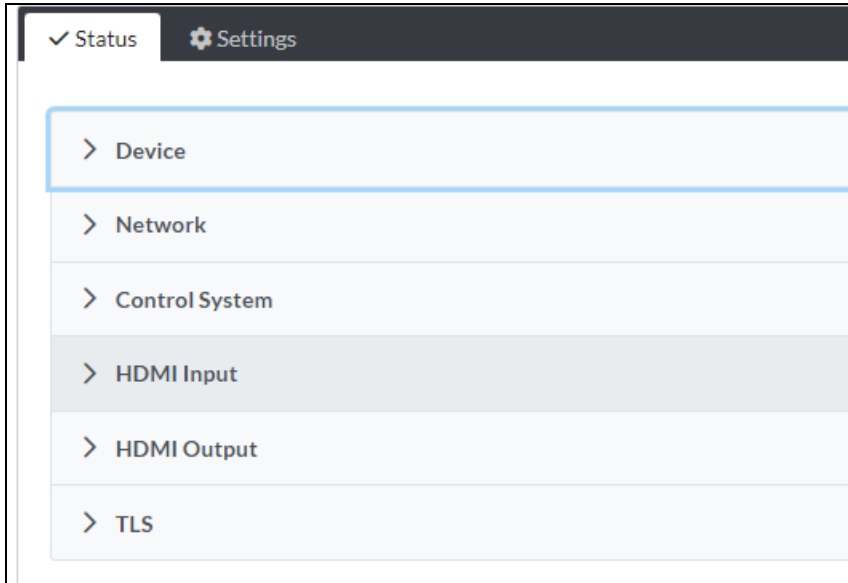 Status
Settings
Device
Network
Control System
HDMI Input
HDMI Output
TLS